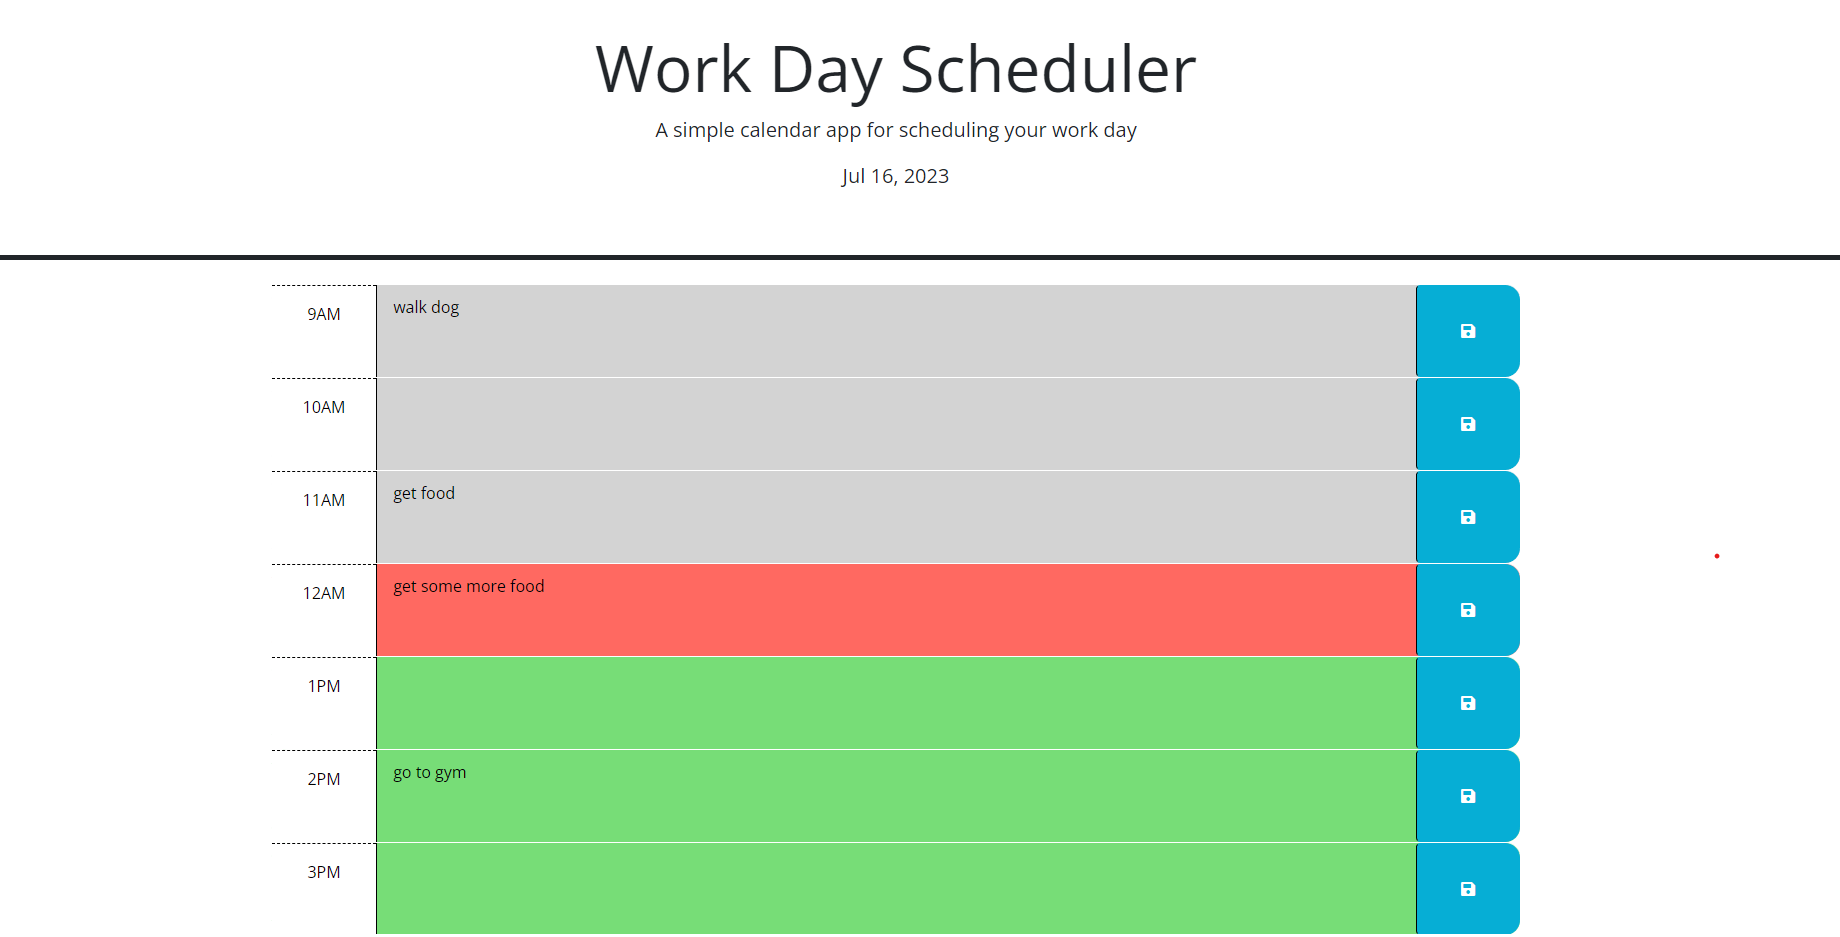 Work Day Scheduler
A simple calendar app for scheduling your work day
Jul 16, 2023
9AM
walk dog
10AM
11AM
get food
12AM
get some more food
1PM
2PM
go to gym
3PM